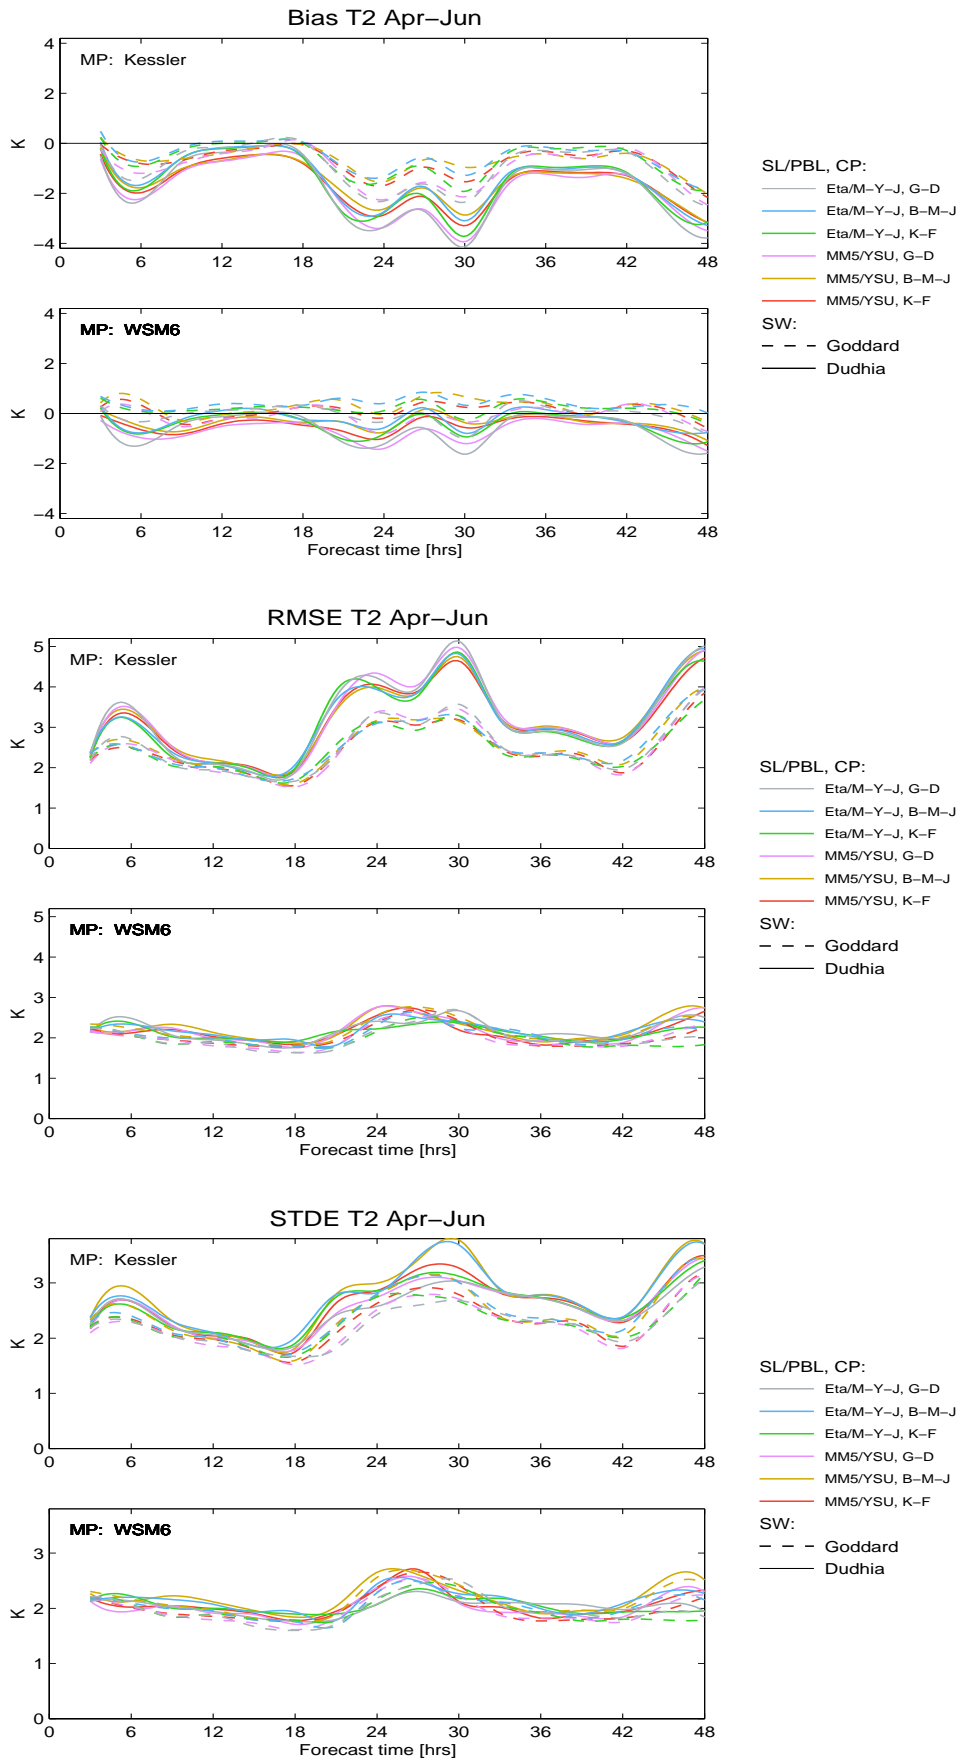 Bias T2 Apr−Jun
MP: Kessler
4
2
0
−2
−4
K
0 6 12 18 24 30 36 42 48
MP: WSM6
4
2
0
−2
−4
K
0 6 12 18 24 30 36 42 48
Forecast time [hrs]
SL/PBL, CP:
Eta/M−Y−J, G−D
Eta/M−Y−J, B−M−J
Eta/M−Y−J, K−F
MM5/YSU, G−D
MM5/YSU, B−M−J
MM5/YSU, K−F
SW:
Goddard
Dudhia
RMSE T2 Apr−Jun
MP: Kessler
5
4
3
2
1
0
K
0 6 12 18 24 30 36 42 48
MP: WSM6
5
4
3
2
1
0
K
0 6 12 18 24 30 36 42 48
Forecast time [hrs]
SL/PBL, CP:
Eta/M−Y−J, G−D
Eta/M−Y−J, B−M−J
Eta/M−Y−J, K−F
MM5/YSU, G−D
MM5/YSU, B−M−J
MM5/YSU, K−F
SW:
Goddard
Dudhia
STDE T2 Apr−Jun
MP: Kessler
3
2
1
0
K
0 6 12 18 24 30 36 42 48
MP: WSM6
3
2
1
0
K
0 6 12 18 24 30 36 42 48
Forecast time [hrs]
SL/PBL, CP:
Eta/M−Y−J, G−D
Eta/M−Y−J, B−M−J
Eta/M−Y−J, K−F
MM5/YSU, G−D
MM5/YSU, B−M−J
MM5/YSU, K−F
SW:
Goddard
Dudhia